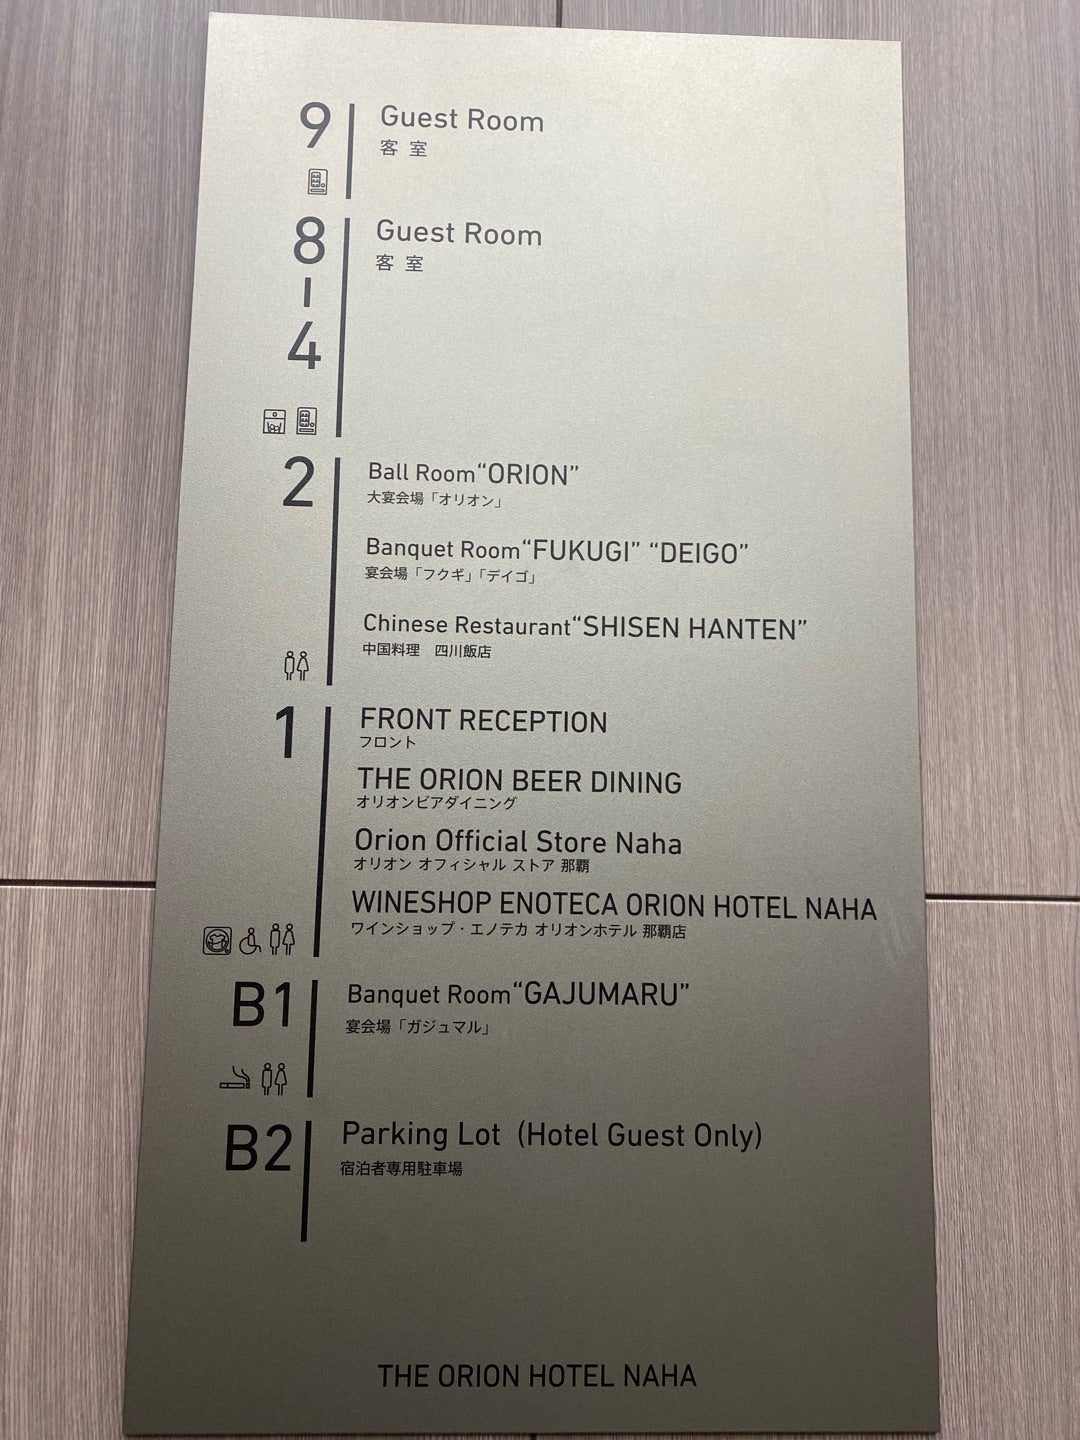 9
Guest Room
客室
8
-
4
Guest Room
客室
2
Ball Room“ORION”
大宴会場「オリオン」
Banquet Room“FUKUGI” “DEIGO”
宴会場「フクギ」「デイゴ」
Chinese Restaurant“SHISEN HANTEN”
中国料理　四川飯店
1
FRONT RECEPTION
フロント
THE ORION BEER DINING
オリオンビアダイニング
Orion Official Store Naha
オリオン オフィシャル ストア 那覇
WINESHOP ENOTECA ORION HOTEL NAHA
ワインショップ・エノテカ オリオンホテル 那覇店
B1
Banquet Room“GAJUMARU”
宴会場「ガジュマル」
B2
Parking Lot (Hotel Guest Only)
宿泊者専用駐車場
THE ORION HOTEL NAHA